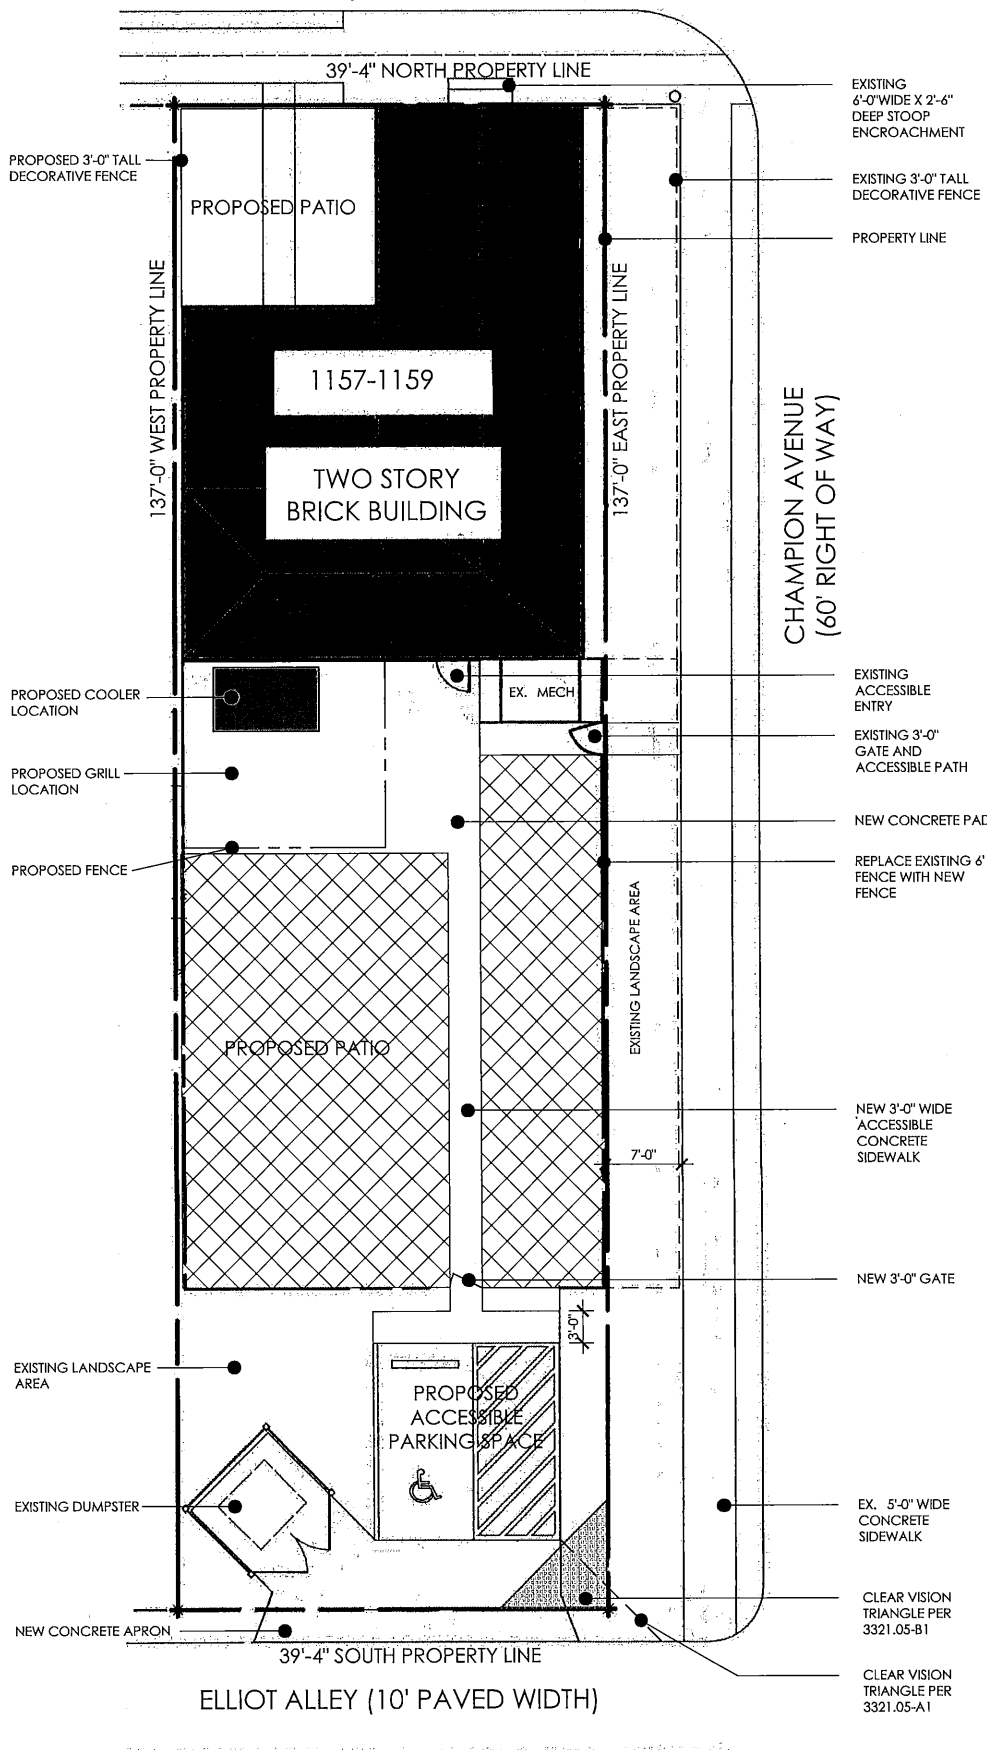 39'-4" NORTH PROPERTY LINE
EXISTING
6'-0"WIDE X 2'-6"
DEEP STOOP
ENCROACHMENT
PROPOSED 3'-0" TALL
DECORATIVE FENCE
EXISTING 3'-0" TALL
DECORATIVE FENCE
PROPOSED PATIO
PROPERTY LINE
137'-0" WEST PROPERTY LINE
137'-0" EAST PROPERTY LINE
1157-1159
TWO STORY
BRICK BUILDING
CHAMPION AVENUE
(60' RIGHT OF WAY)
PROPOSED COOLER
LOCATION
EX. MECH
EXISTING
ACCESSIBLE
ENTRY
EXISTING 3'-0"
GATE AND
ACCESSIBLE PATH
PROPOSED GRILL
LOCATION
NEW CONCRETE PAD
PROPOSED FENCE
REPLACE EXISTING 6'
FENCE WITH NEW
FENCE
EXISTING LANDSCAPE AREA
PROPOSED PATIO
NEW 3'-0" WIDE
ACCESSIBLE
CONCRETE
SIDEWALK
7'-0"
NEW 3'-0" GATE
3'-0"
EXISTING LANDSCAPE
AREA
PROPOSED
ACCESSIBLE
PARKING SPACE
EXISTING DUMPSTER
EX. 5'-0" WIDE
CONCRETE
SIDEWALK
CLEAR VISION
TRIANGLE PER
3321.05-B1
NEW CONCRETE APRON
39'-4" SOUTH PROPERTY LINE
CLEAR VISION
TRIANGLE PER
3321.05-A1
ELLIOT ALLEY (10' PAVED WIDTH)